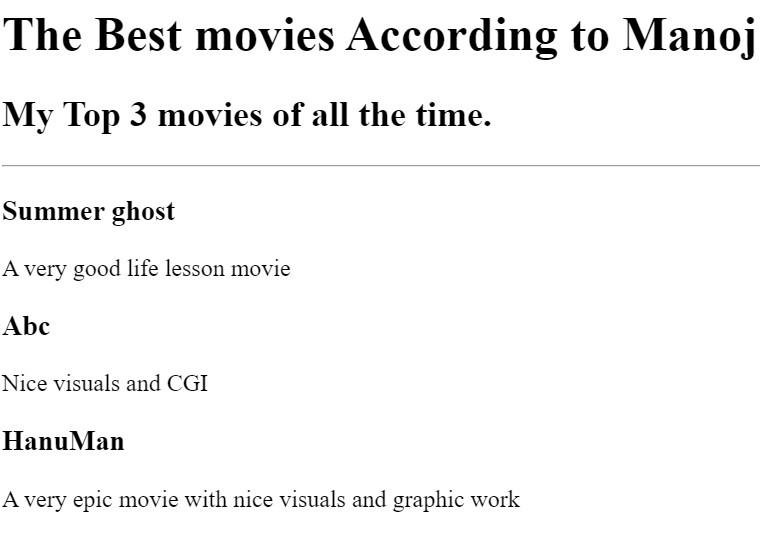 The Best movies According to Manoj
My Top 3 movies of all the time.
Summer ghost
A very good life lesson movie
Abc
Nice visuals and CGI
HanuMan
A very epic movie with nice visuals and graphic work